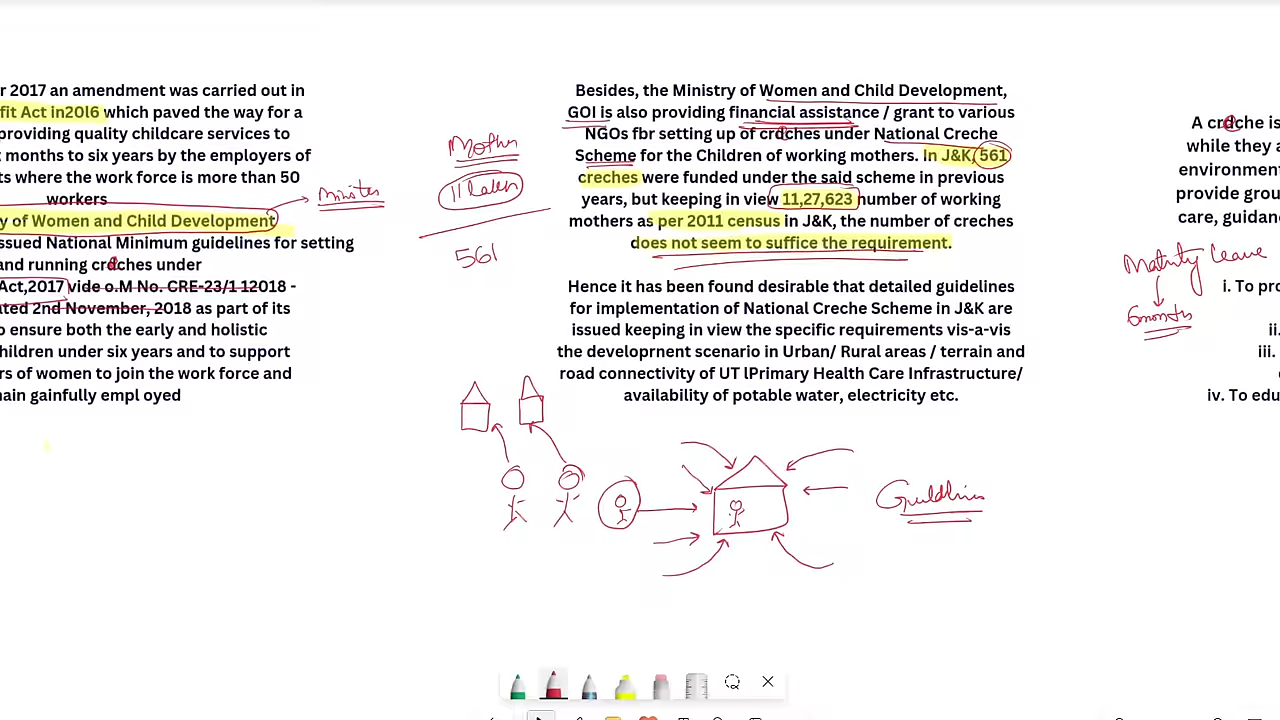 r 2017 an amendment was carried out in
fit Act in20l6 which paved the way for a
providing quality childcare services to
months to six years by the employers of
ts where the work force is more than 50
workers
y of Women and Child Development
ssued National Minimum guidelines for setting
and running creches under
Act,2017 vide o.M No. CRE-23/1 12018 -
ated 2nd November, 2018 as part of its
o ensure both the early and holistic
hildren under six years and to support
rs of women to join the work force and
main gainfully empl oyed
minister
Mother
11 lakh
561
Besides, the Ministry of Women and Child Development,
GOI is also providing financial assistance / grant to various
NGOs fbr setting up of creches under National Creche
Scheme for the Children of working mothers. In J&K, 561
creches were funded under the said scheme in previous
years, but keeping in view 11,27,623 number of working
mothers as per 2011 census in J&K, the number of creches
does not seem to suffice the requirement.
Hence it has been found desirable that detailed guidelines
for implementation of National Creche Scheme in J&K are
issued keeping in view the specific requirements vis-a-vis
the developrnent scenario in Urban/ Rural areas / terrain and
road connectivity of UT lPrimary Health Care Infrastructure/
availability of potable water, electricity etc.
Guidlines
A creche is
while they a
environment
provide grou
care, guidan
Maturity leave
6 months
i. To pro
ii.
iii.
iv. To edu